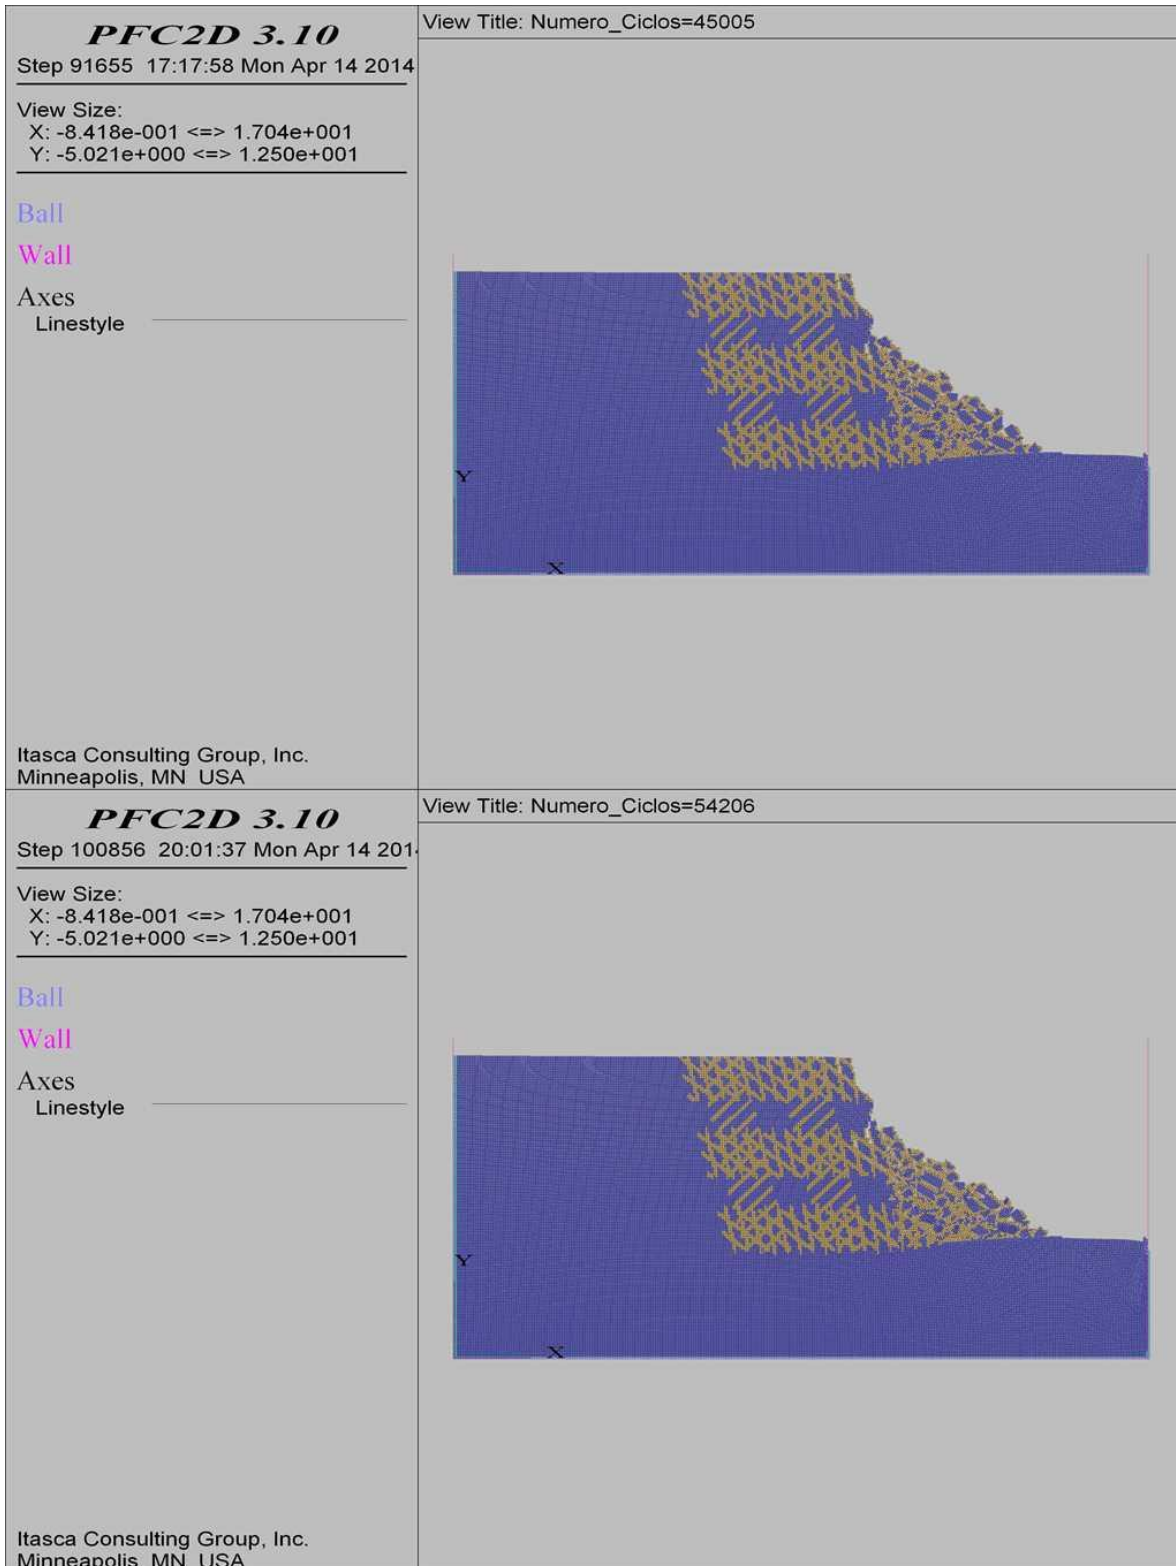 PFC2D 3.10
Step 91655  17:17:58 Mon Apr 14 2014
View Size:
X: -8.418e-001 <=> 1.704e+001
Y: -5.021e+000 <=> 1.250e+001
Ball
Wall
Axes
Linestyle
Itasca Consulting Group, Inc.
Minneapolis, MN  USA
View Title: Numero_Ciclos=45005
Y
X
PFC2D 3.10
Step 100856  20:01:37 Mon Apr 14 201
View Size:
X: -8.418e-001 <=> 1.704e+001
Y: -5.021e+000 <=> 1.250e+001
Ball
Wall
Axes
Linestyle
Itasca Consulting Group, Inc.
Minneapolis, MN  USA
View Title: Numero_Ciclos=54206
Y
X